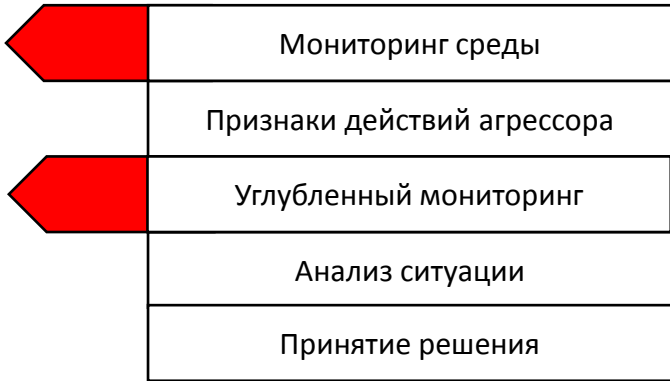 Мониторинг среды
Признаки действий агрессора
Углубленный мониторинг
Анализ ситуации
Принятие решения